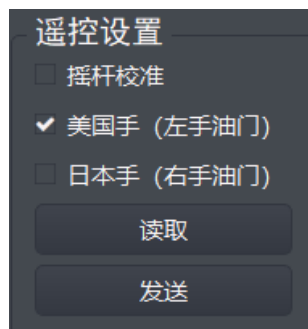 遥控设置
摇杆校准
美国手 (左手油门)
日本手 (右手油门)
读取
发送